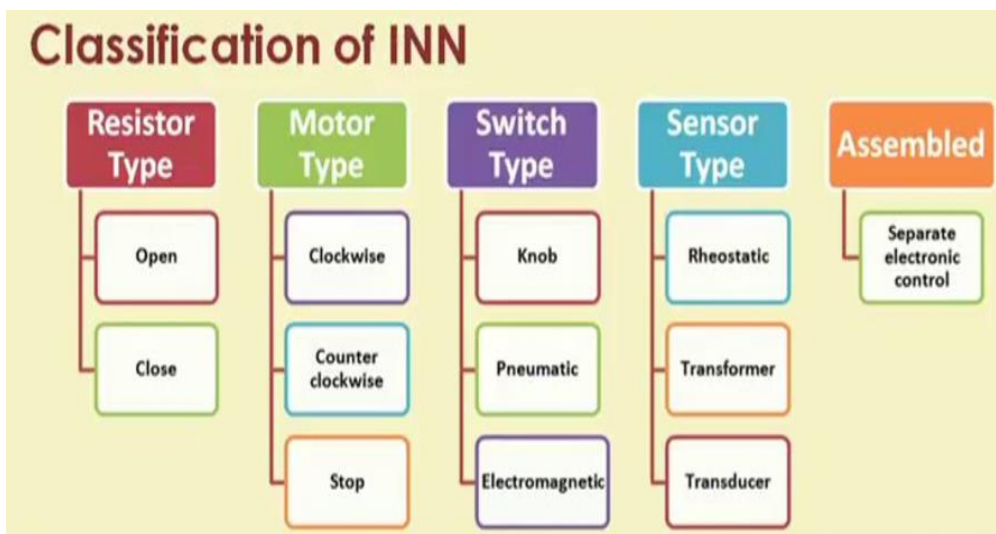 Classification of INN
Resistor
Type
Open
Close
Motor
Type
Clockwise
Counter
clockwise
Stop
Switch
Type
Knob
Pneumatic
Electromagnetic
Sensor
Type
Rheostatic
Transformer
Transducer
Assembled
Separate
electronic
control